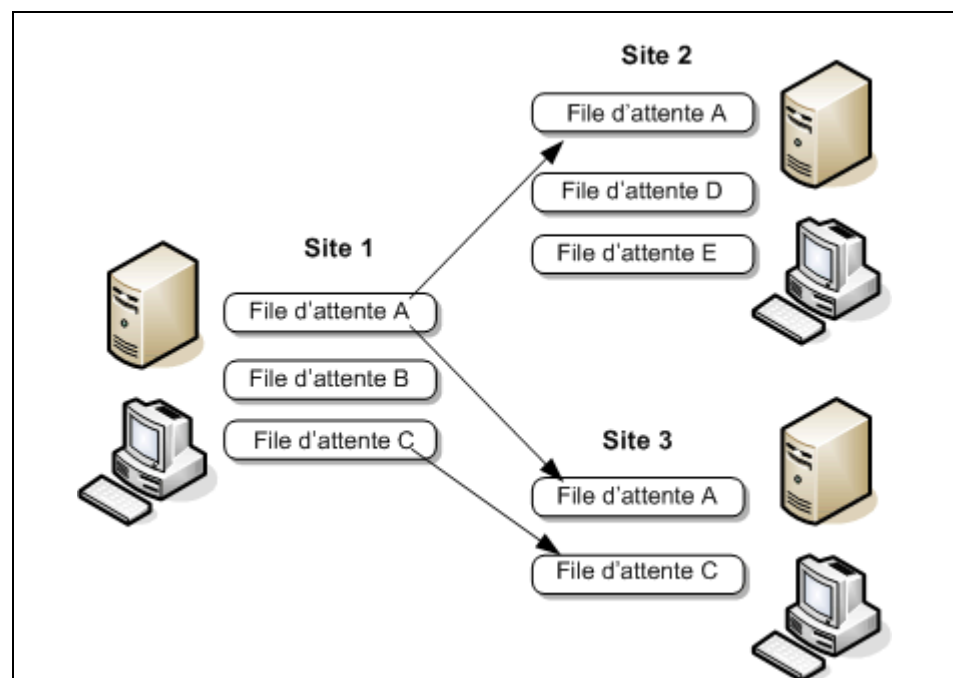 Site 2
File d'attente A
File d'attente D
File d'attente E
Site 1
File d'attente A
File d'attente B
File d'attente C
Site 3
File d'attente A
File d'attente C